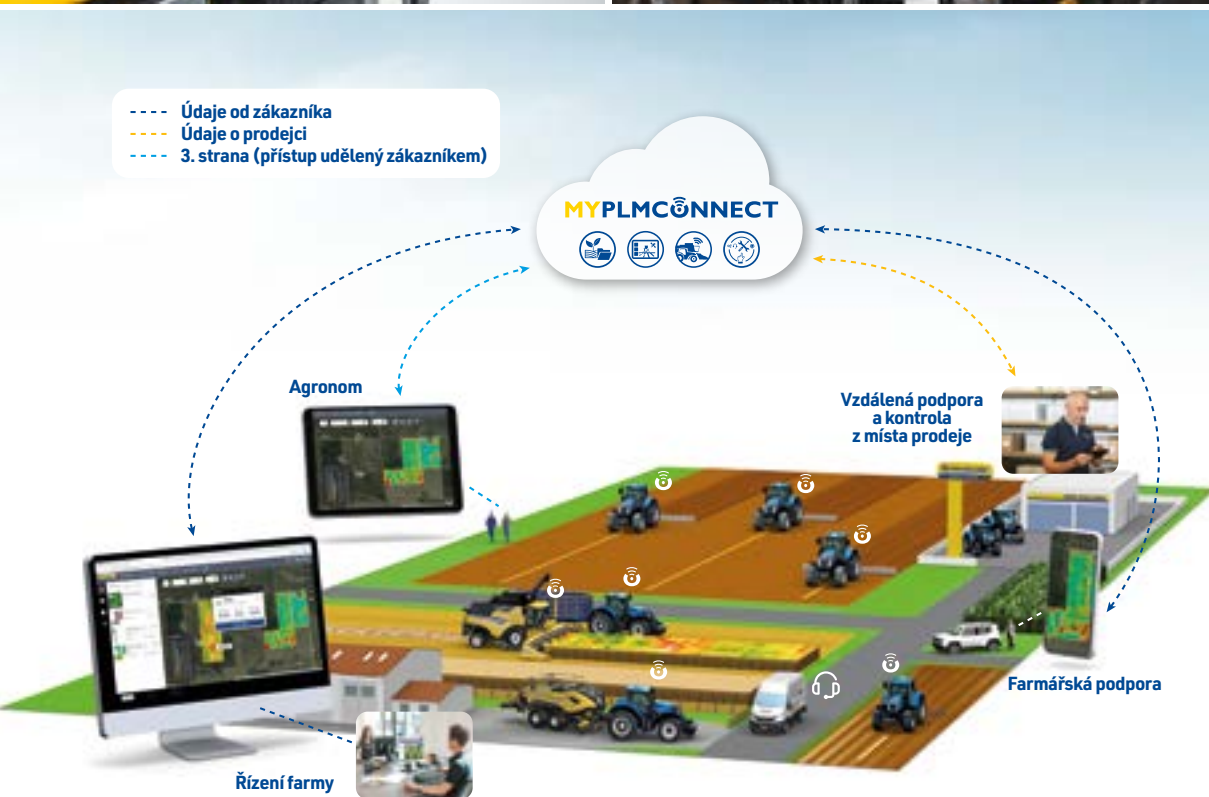 Údaje od zákazníka
Údaje o prodejci
3. strana (přístup udělený zákazníkem)
MYPLMCONNECT
Agronom
Vzdálená podpora
a kontrola
z místa prodeje
Farmářská podpora
Řízení farmy